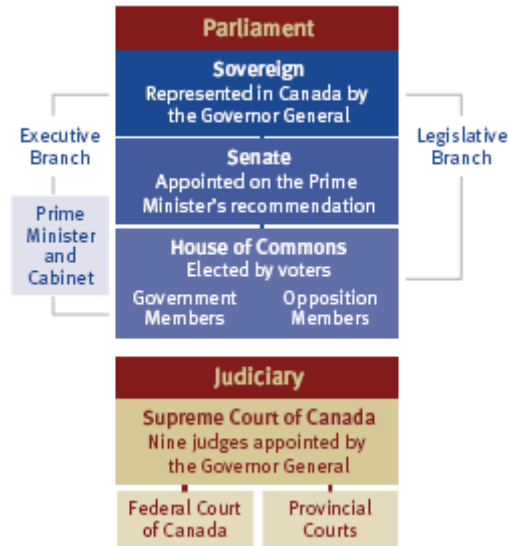 Parliament
Sovereign
Represented in Canada by
the Governor General
Executive
Branch
Legislative
Branch
Senate
Appointed on the Prime
Minister's recommendation
Prime
Minister
and
Cabinet
House of Commons
Elected by voters
Government
Members
Opposition
Members
Judiciary
Supreme Court of Canada
Nine judges appointed by
the Governor General
Federal Court
of Canada
Provincial
Courts